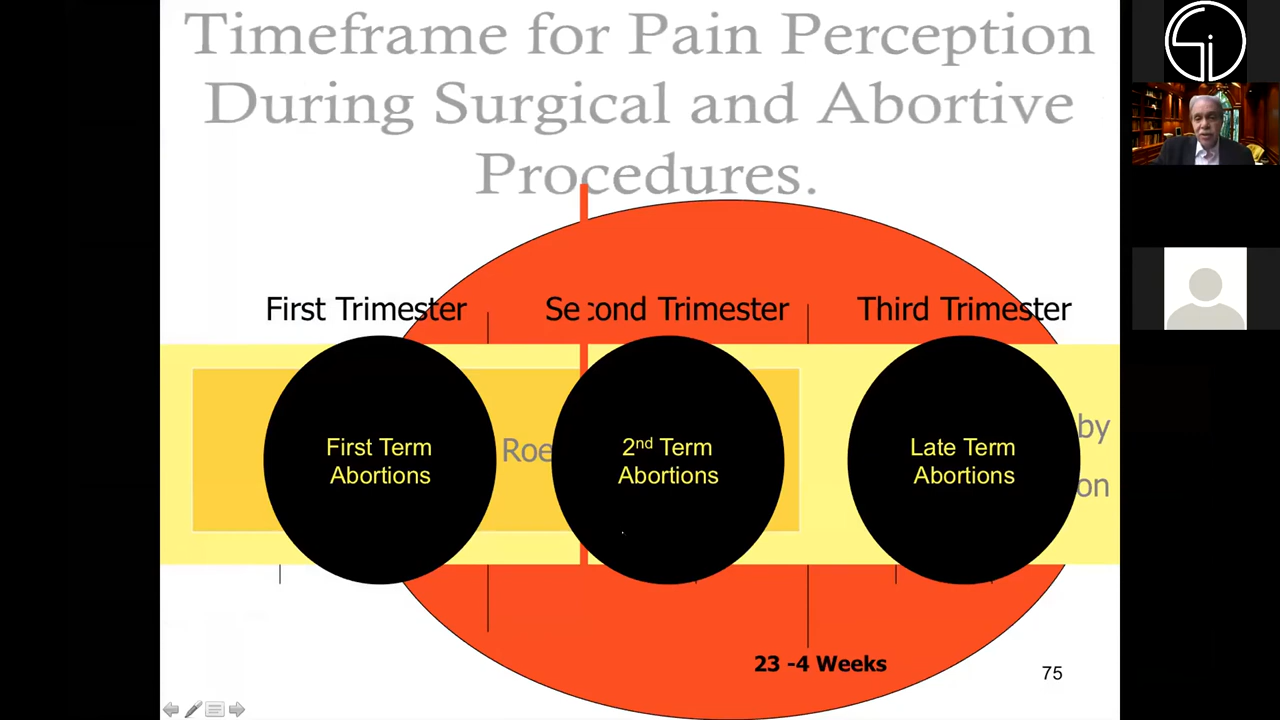 Timeframe for Pain Perception
During Surgical and Abortive
Procedures.
First Trimester
Second Trimester
Third Trimester
First Term
Abortions
Roe
2nd Term
Abortions
Late Term
Abortions
by
on
23 -4 Weeks
75